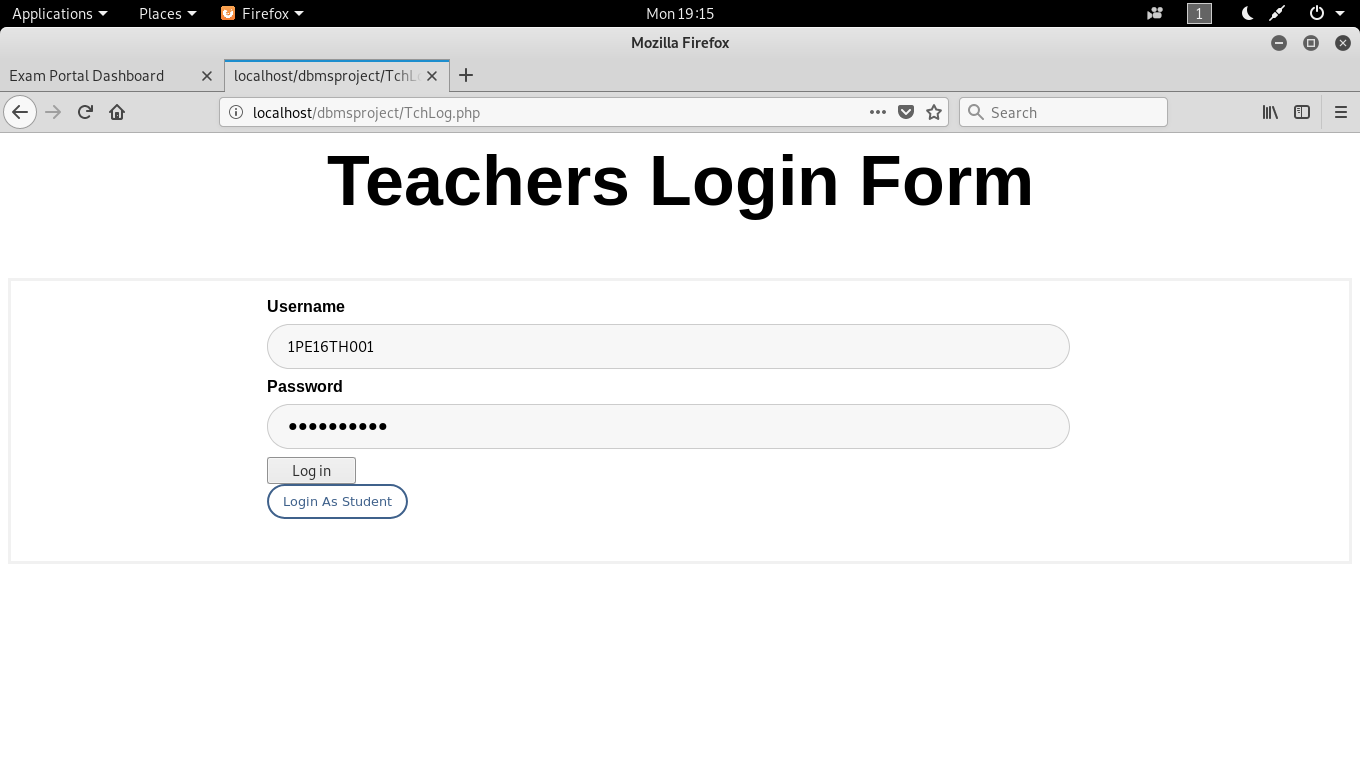 Applications Places Firefox Mon 19:15 1
Mozilla Firefox
Exam Portal Dashboard localhost/dbmsproject/TchL
localhost/dbmsproject/TchLog.php Search
Teachers Login Form
Username
1PE16TH001
Password
●●●●●●●●●●
Log in
Login As Student